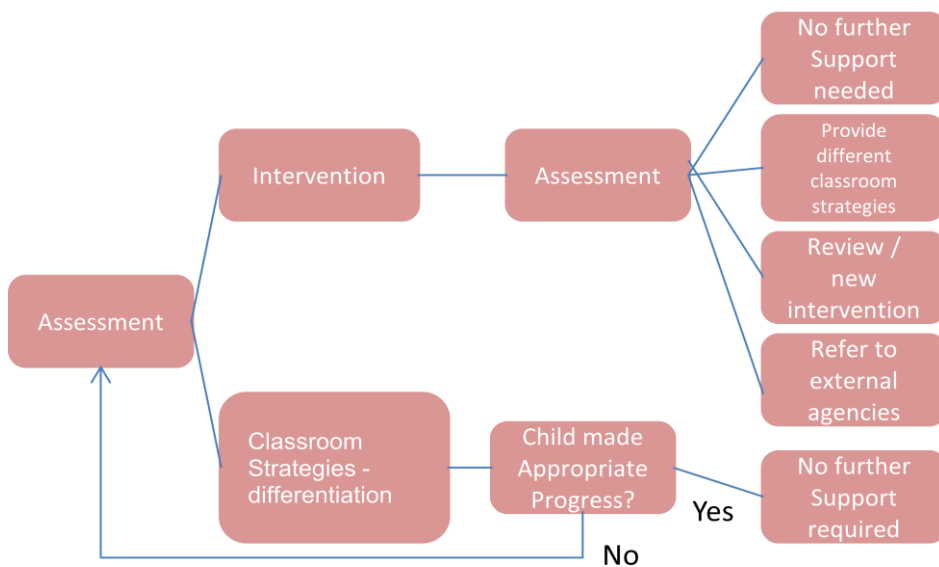 No further
Support
needed
Provide
different
classroom
strategies
Intervention
Assessment
Review /
new
intervention
Assessment
Refer to
external
agencies
Classroom
Strategies -
differentiation
Child made
Appropriate
Progress?
No further
Support
required
Yes
No